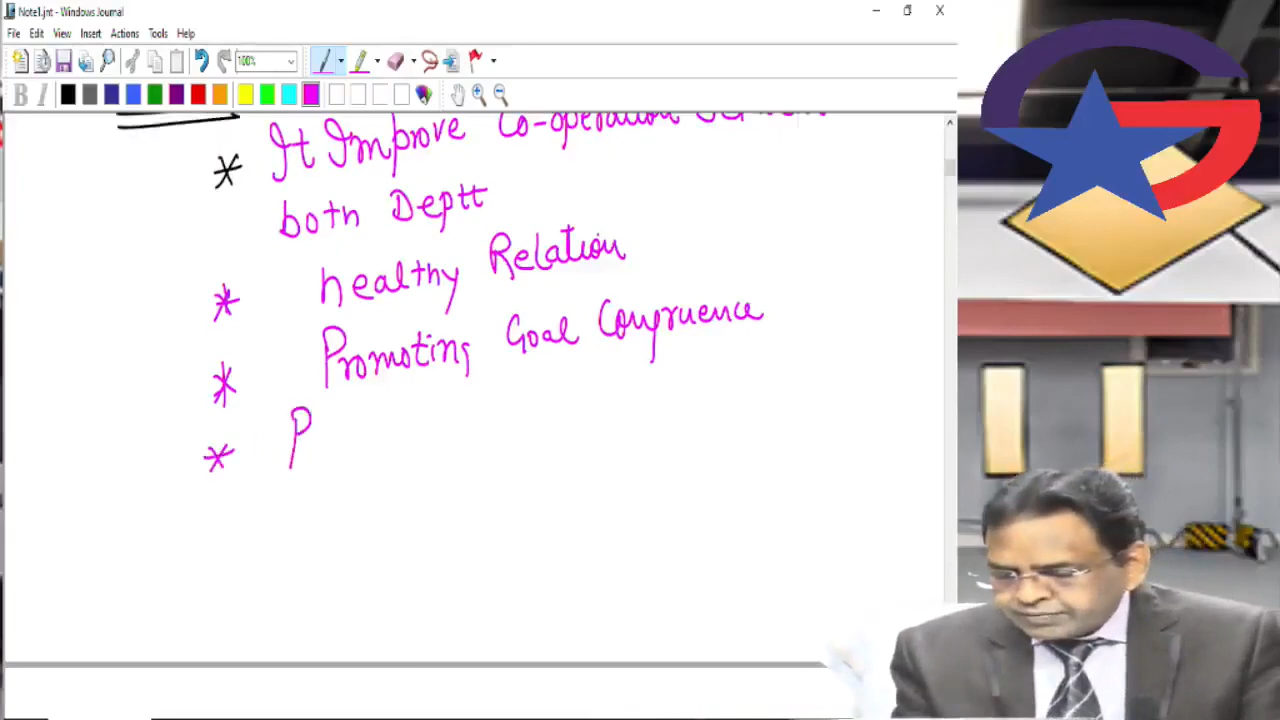 Note1.jnt - Windows Journal
File Edit View Insert Actions Tools Help
100%
B I
* It Improve Co-operation
both Deptt
* healthy Relation
* Promoting Goal Congruence
* P